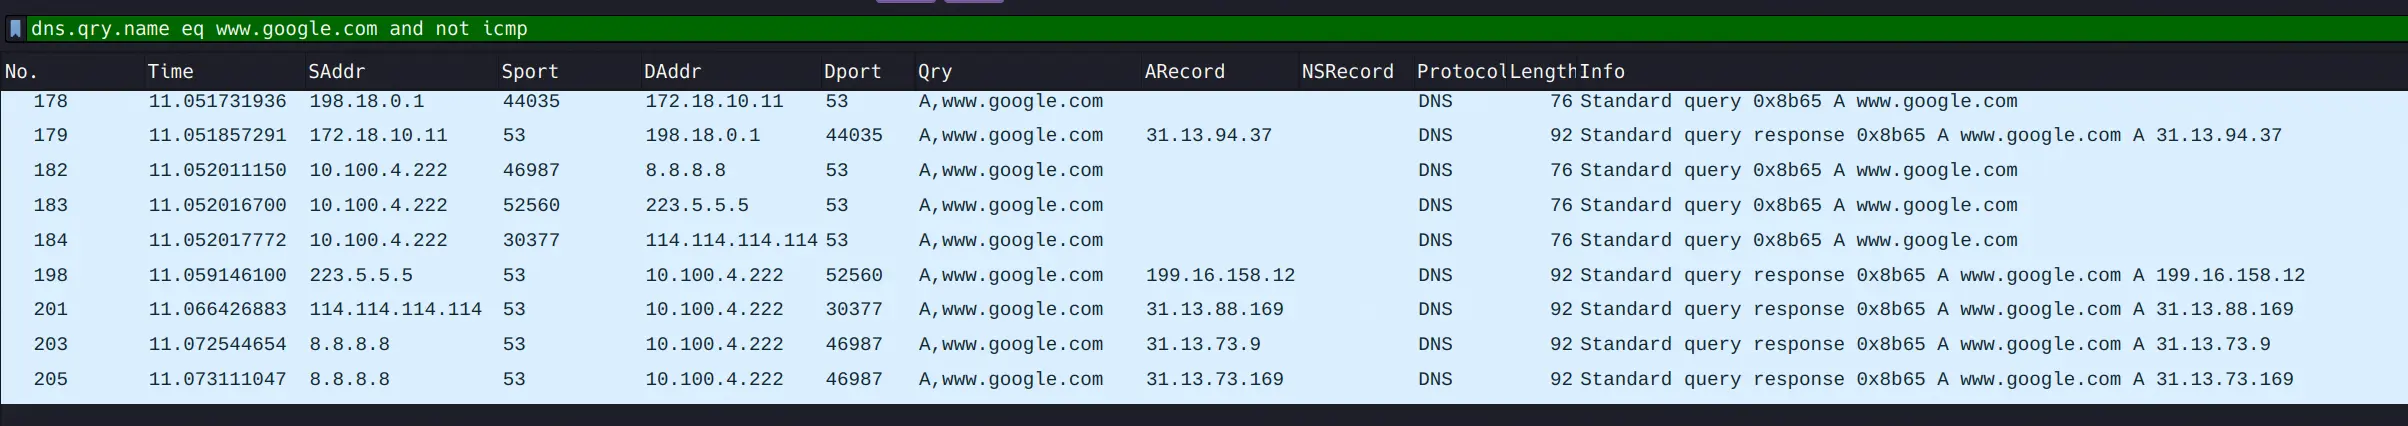 dns.qry.name eq www.google.com and not icmp
No. Time SAddr Sport DAddr Dport Qry ARecord NSRecord Protocol Length Info
178 11.051731936 198.18.0.1 44035 172.18.10.11 53 A,www.google.com DNS 76 Standard query 0x8b65 A www.google.com
179 11.051857291 172.18.10.11 53 198.18.0.1 44035 A,www.google.com 31.13.94.37 DNS 92 Standard query response 0x8b65 A www.google.com A 31.13.94.37
182 11.052011150 10.100.4.222 46987 8.8.8.8 53 A,www.google.com DNS 76 Standard query 0x8b65 A www.google.com
183 11.052016700 10.100.4.222 52560 223.5.5.5 53 A,www.google.com DNS 76 Standard query 0x8b65 A www.google.com
184 11.052017772 10.100.4.222 30377 114.114.114.114 53 A,www.google.com DNS 76 Standard query 0x8b65 A www.google.com
198 11.059146100 223.5.5.5 53 10.100.4.222 52560 A,www.google.com 199.16.158.12 DNS 92 Standard query response 0x8b65 A www.google.com A 199.16.158.12
201 11.066426883 114.114.114.114 53 10.100.4.222 30377 A,www.google.com 31.13.88.169 DNS 92 Standard query response 0x8b65 A www.google.com A 31.13.88.169
203 11.072544654 8.8.8.8 53 10.100.4.222 46987 A,www.google.com 31.13.73.9 DNS 92 Standard query response 0x8b65 A www.google.com A 31.13.73.9
205 11.073111047 8.8.8.8 53 10.100.4.222 46987 A,www.google.com 31.13.73.169 DNS 92 Standard query response 0x8b65 A www.google.com A 31.13.73.169